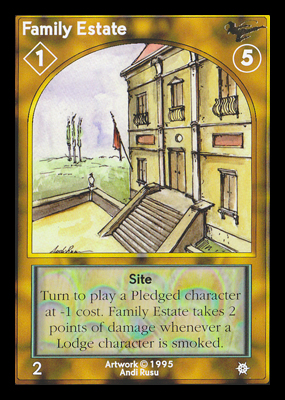 Family Estate
1
5
Site
Turn to play a Pledged character
at -1 cost. Family Estate takes 2
points of damage whenever a
Lodge character is smoked.
2
Artwork © 1995
Andi Rusu